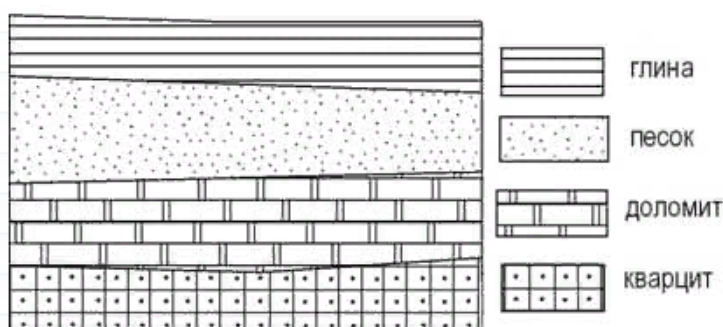 глина
песок
доломит
кварцит